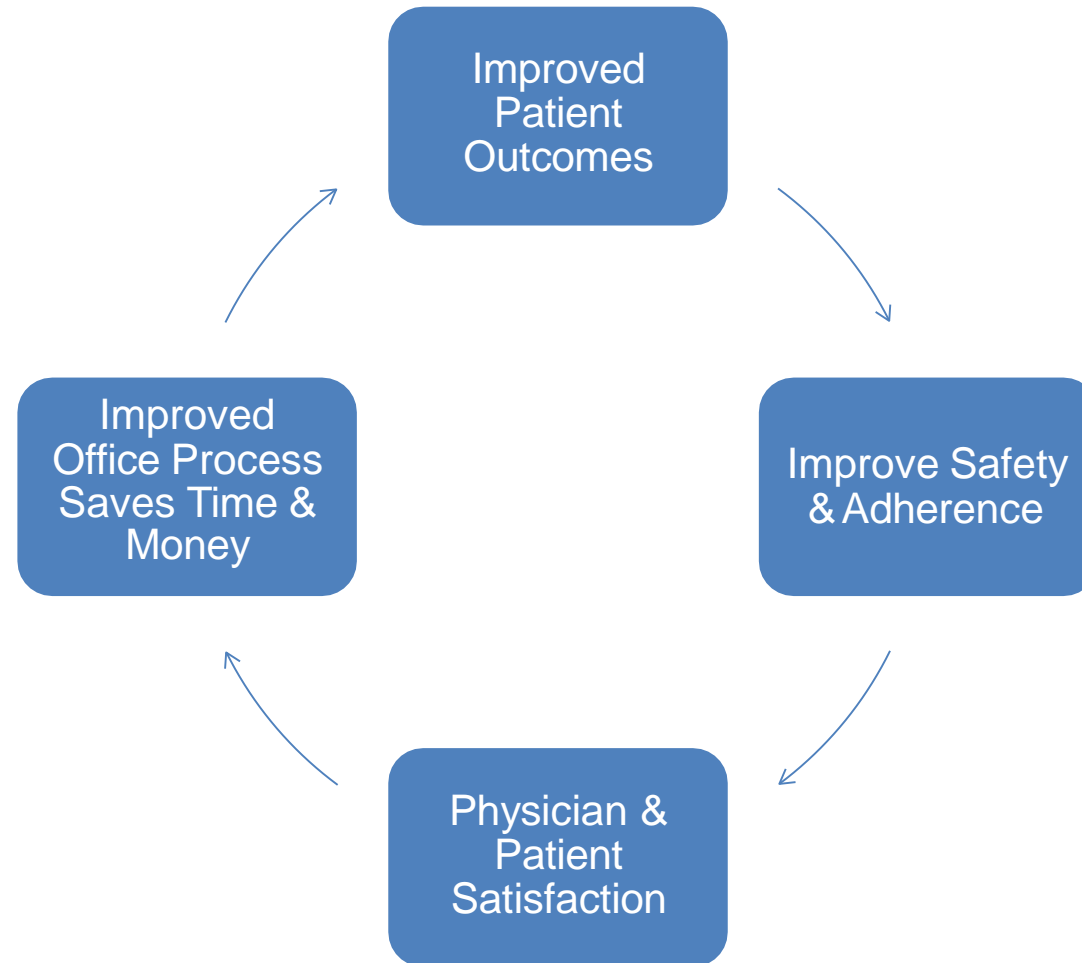 Improved
Patient
Outcomes
Improve Safety
& Adherence
Physician &
Patient
Satisfaction
Improved
Office Process
Saves Time &
Money